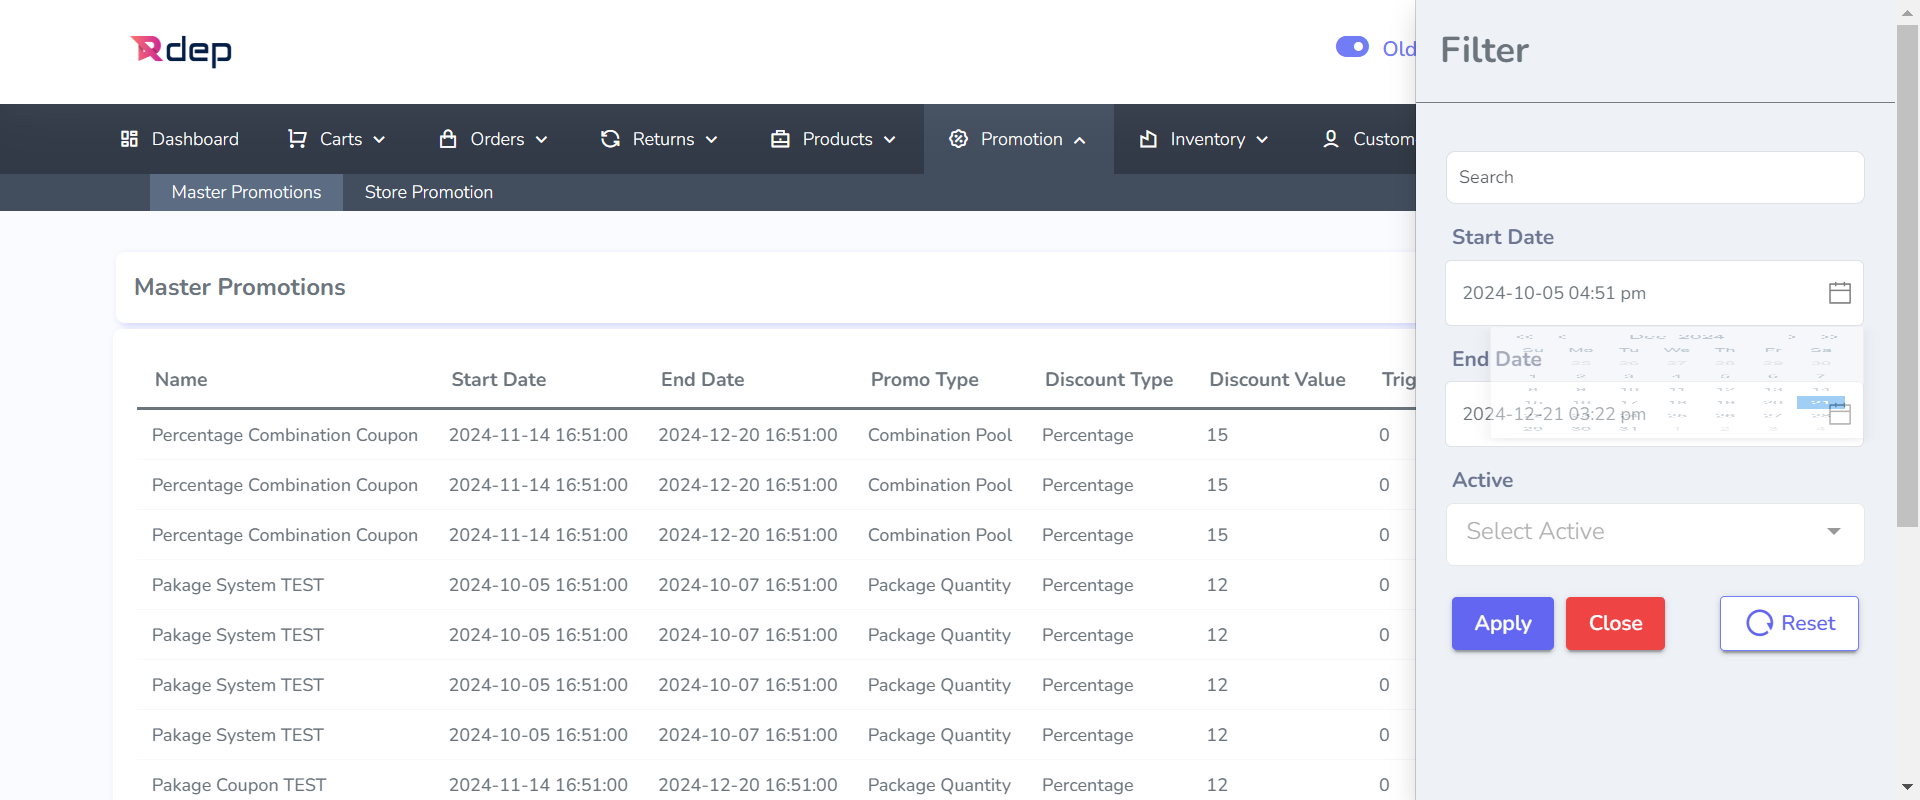 Rdep
Old
Dashboard Carts Orders Returns Products Promotion Inventory Custom
Master Promotions Store Promotion
Master Promotions
Name Start Date End Date Promo Type Discount Type Discount Value Trig
Percentage Combination Coupon 2024-11-14 16:51:00 2024-12-20 16:51:00 Combination Pool Percentage 15 0
Percentage Combination Coupon 2024-11-14 16:51:00 2024-12-20 16:51:00 Combination Pool Percentage 15 0
Percentage Combination Coupon 2024-11-14 16:51:00 2024-12-20 16:51:00 Combination Pool Percentage 15 0
Pakage System TEST 2024-10-05 16:51:00 2024-10-07 16:51:00 Package Quantity Percentage 12 0
Pakage System TEST 2024-10-05 16:51:00 2024-10-07 16:51:00 Package Quantity Percentage 12 0
Pakage System TEST 2024-10-05 16:51:00 2024-10-07 16:51:00 Package Quantity Percentage 12 0
Pakage System TEST 2024-10-05 16:51:00 2024-10-07 16:51:00 Package Quantity Percentage 12 0
Pakage Coupon TEST 2024-11-14 16:51:00 2024-12-20 16:51:00 Package Quantity Percentage 12 0
Filter
Search
Start Date
2024-10-05 04:51 pm
<< < Dec 2024 > >>
Su Mo Tu We Th Fr Sa
End Date
2024-12-21 03:22 pm
Active
Select Active
Apply Close Reset